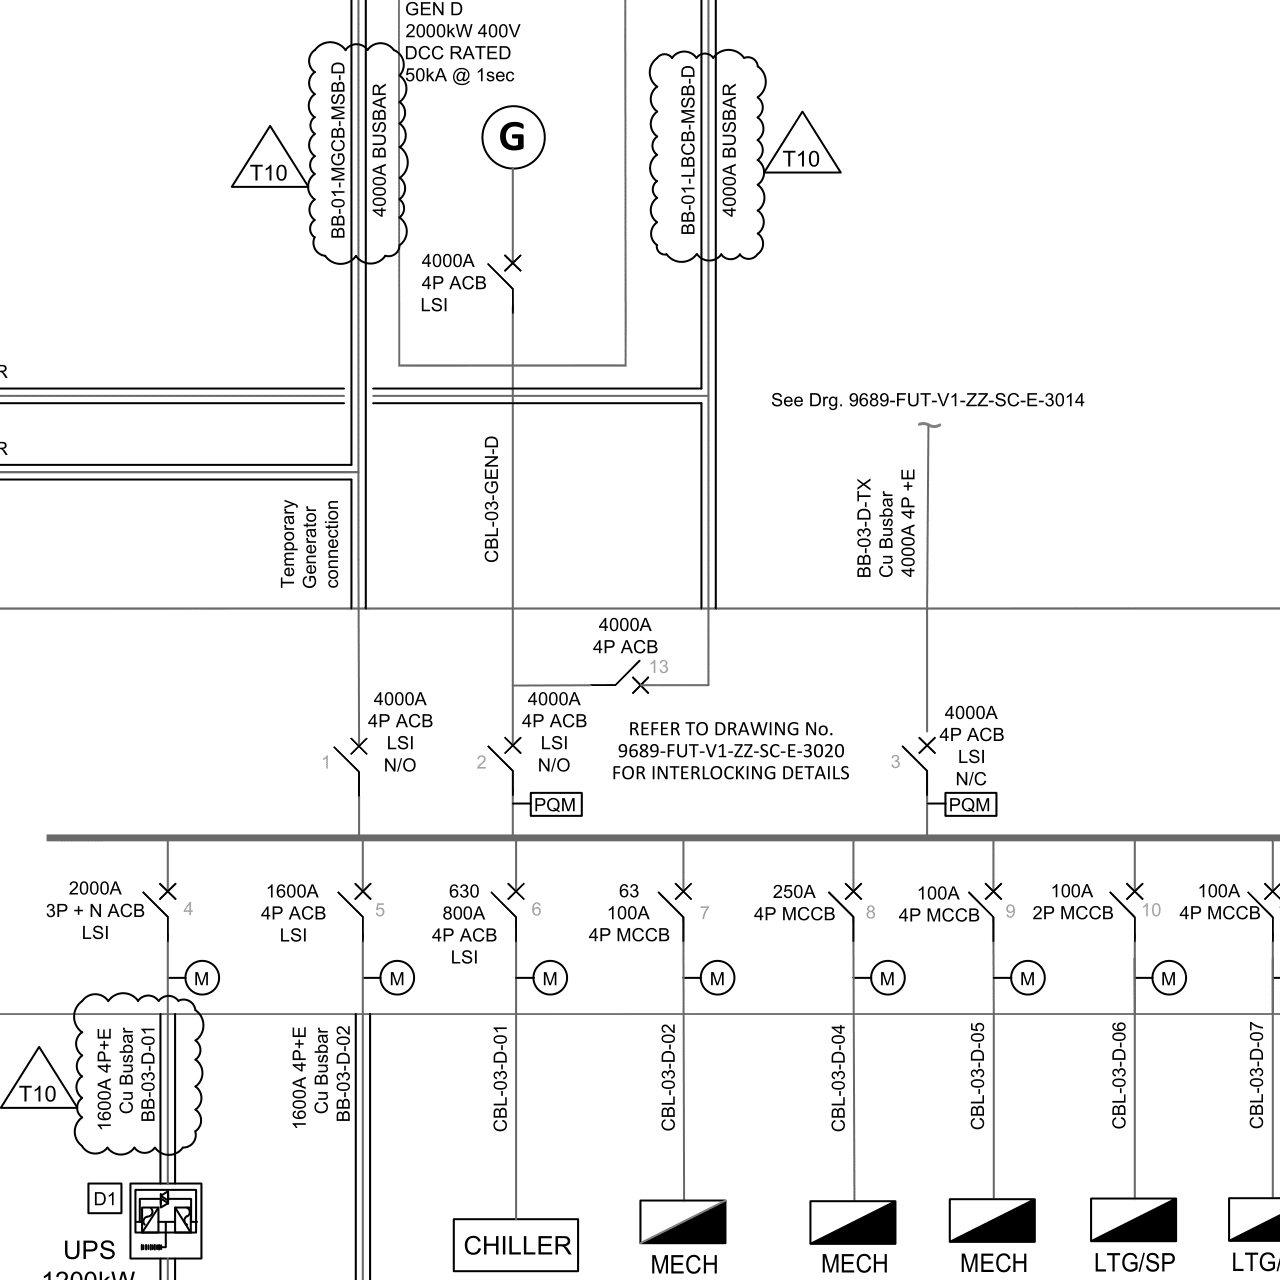 GEN D
2000kW 400V
DCC RATED
50kA @ 1sec
BB-01-MGCB-MSB-D
4000A BUSBAR
T10
G
BB-01-LBCB-MSB-D
4000A BUSBAR
T10
4000A
4P ACB
LSI
R
R
See Drg. 9689-FUT-V1-ZZ-SC-E-3014
CBL-03-GEN-D
Temporary
Generator
connection
BB-03-D-TX
Cu Busbar
4000A 4P +E
4000A
4P ACB
13
4000A
4P ACB
LSI
N/O
1
4000A
4P ACB
LSI
N/O
2
PQM
REFER TO DRAWING No.
9689-FUT-V1-ZZ-SC-E-3020
FOR INTERLOCKING DETAILS
4000A
4P ACB
LSI
N/C
3
PQM
2000A
3P + N ACB
LSI
4
1600A
4P ACB
LSI
5
630
800A
4P ACB
LSI
6
63
100A
4P MCCB
7
250A
4P MCCB
8
100A
4P MCCB
9
100A
2P MCCB
10
100A
4P MCCB
M
M
M
M
M
M
M
T10
1600A 4P+E
Cu Busbar
BB-03-D-01
1600A 4P+E
Cu Busbar
BB-03-D-02
CBL-03-D-01
CBL-03-D-02
CBL-03-D-04
CBL-03-D-05
CBL-03-D-06
CBL-03-D-07
D1
UPS
1200kW
CHILLER
MECH
MECH
MECH
LTG/SP
LTG/